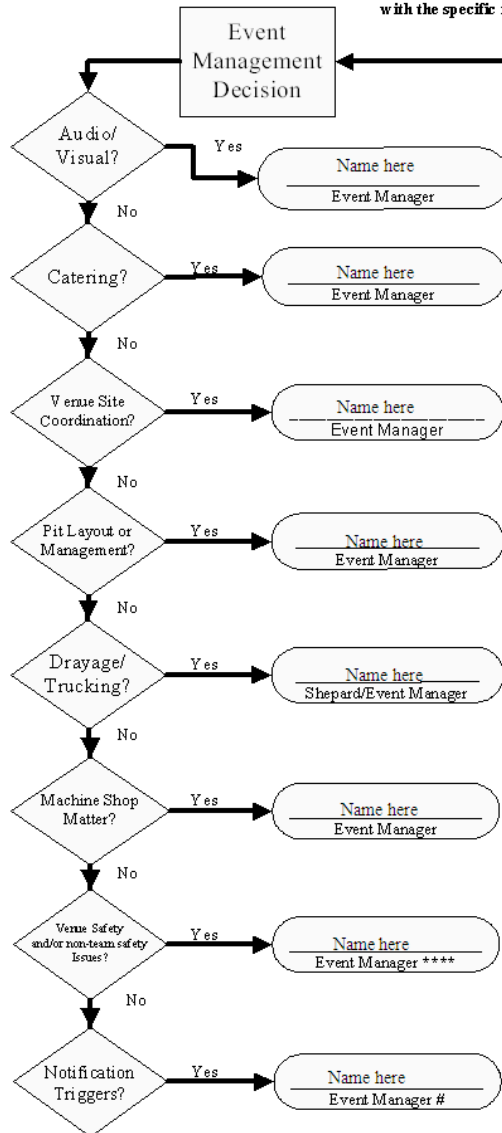 with the specific
Event
Management
Decision
Audio/
Visual?
Yes
Name here
Event Manager
No
Catering?
Yes
Name here
Event Manager
No
Venue Site
Coordination?
Yes
Name here
Event Manager
No
Pit Layout or
Management?
Yes
Name here
Event Manager
No
Drayage/
Trucking?
Yes
Name here
Shepard/Event Manager
No
Machine Shop
Matter?
Yes
Name here
Event Manager
No
Venue Safety
and/or non-team safety
Issues?
Yes
Name here
Event Manager ****
No
Notification
Triggers?
Yes
Name here
Event Manager #